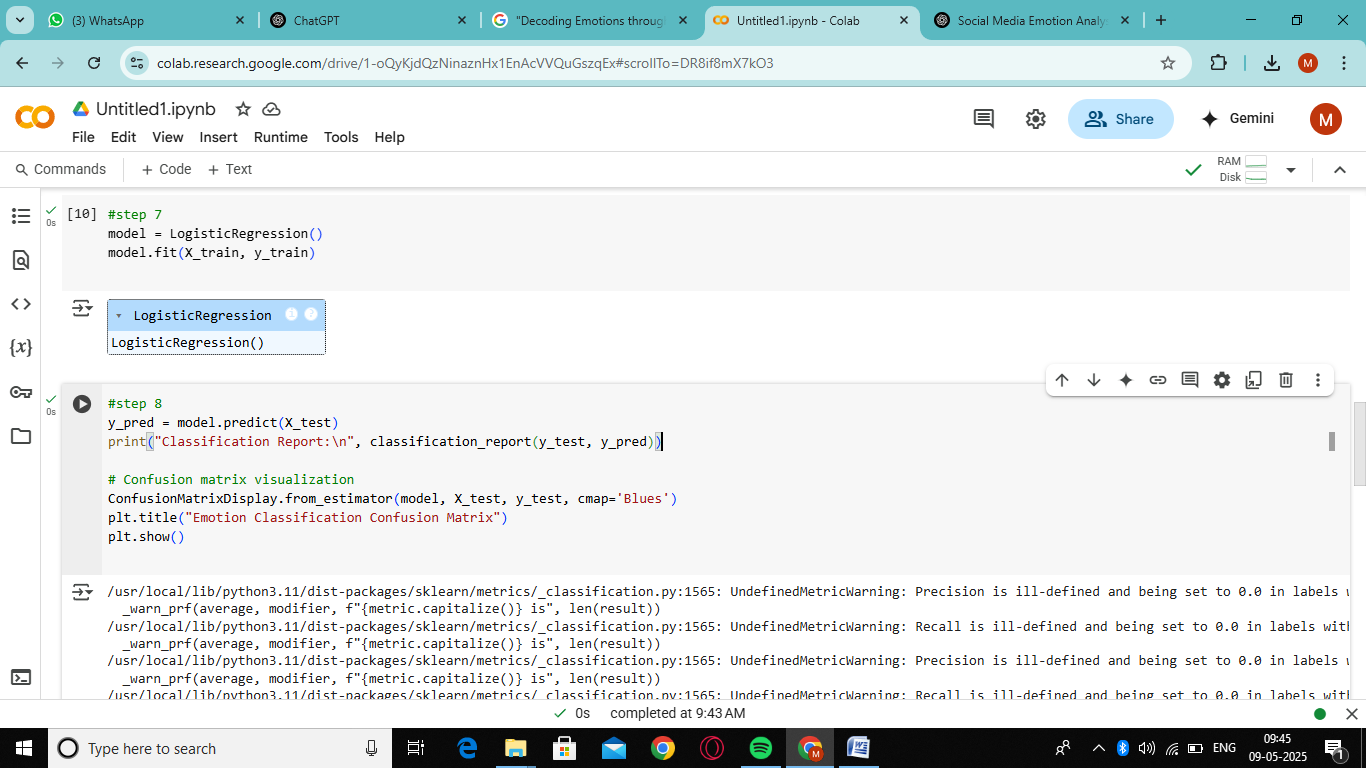 (3) WhatsApp
ChatGPT
"Decoding Emotions throug
Untitled1.ipynb - Colab
Social Media Emotion Analy
colab.research.google.com/drive/1-oQyKjdQzNinaznHx1EnAcVVQuGszqEx#scrollTo=DR8if8mX7kO3
M
Untitled1.ipynb
File Edit View Insert Runtime Tools Help
Share
Gemini
M
Commands + Code + Text
RAM
Disk
[10] #step 7
0s
model = LogisticRegression()
model.fit(X_train, y_train)
LogisticRegression
LogisticRegression()
#step 8
0s
y_pred = model.predict(X_test)
print("Classification Report:\n", classification_report(y_test, y_pred))
# Confusion matrix visualization
ConfusionMatrixDisplay.from_estimator(model, X_test, y_test, cmap='Blues')
plt.title("Emotion Classification Confusion Matrix")
plt.show()
/usr/local/lib/python3.11/dist-packages/sklearn/metrics/_classification.py:1565: UndefinedMetricWarning: Precision is ill-defined and being set to 0.0 in labels w
_warn_prf(average, modifier, f"{metric.capitalize()} is", len(result))
/usr/local/lib/python3.11/dist-packages/sklearn/metrics/_classification.py:1565: UndefinedMetricWarning: Recall is ill-defined and being set to 0.0 in labels with
_warn_prf(average, modifier, f"{metric.capitalize()} is", len(result))
/usr/local/lib/python3.11/dist-packages/sklearn/metrics/_classification.py:1565: UndefinedMetricWarning: Precision is ill-defined and being set to 0.0 in labels w
_warn_prf(average, modifier, f"{metric.capitalize()} is", len(result))
/usr/local/lib/python3.11/dist-packages/sklearn/metrics/_classification.py:1565: UndefinedMetricWarning: Recall is ill-defined and being set to 0.0 in labels with
0s completed at 9:43 AM
Type here to search
ENG
09:45
09-05-2025
1